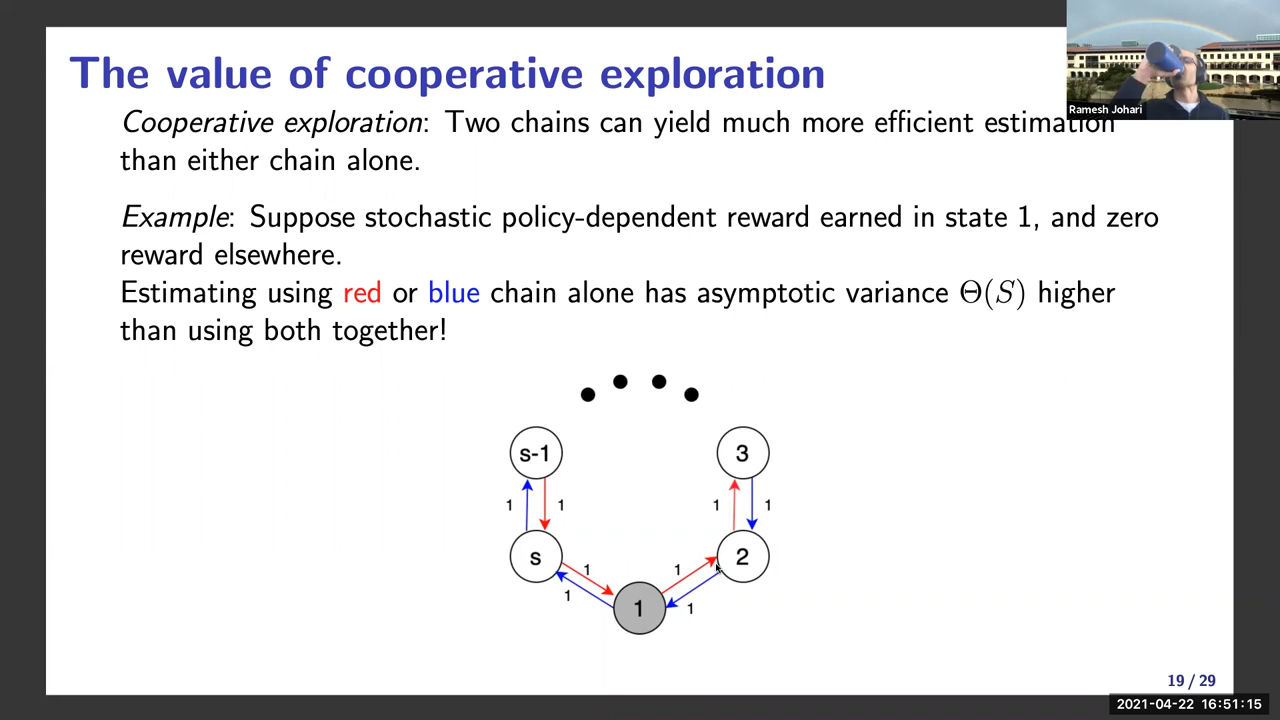 The value of cooperative exploration
Ramesh Johari
Cooperative exploration: Two chains can yield much more efficient estimation
than either chain alone.
Example: Suppose stochastic policy-dependent reward earned in state 1, and zero
reward elsewhere.
Estimating using red or blue chain alone has asymptotic variance Θ(S) higher
than using both together!
s-1
3
1
1
1
1
s
2
1
1
1
1
1
19 / 29
2021-04-22 16:51:15